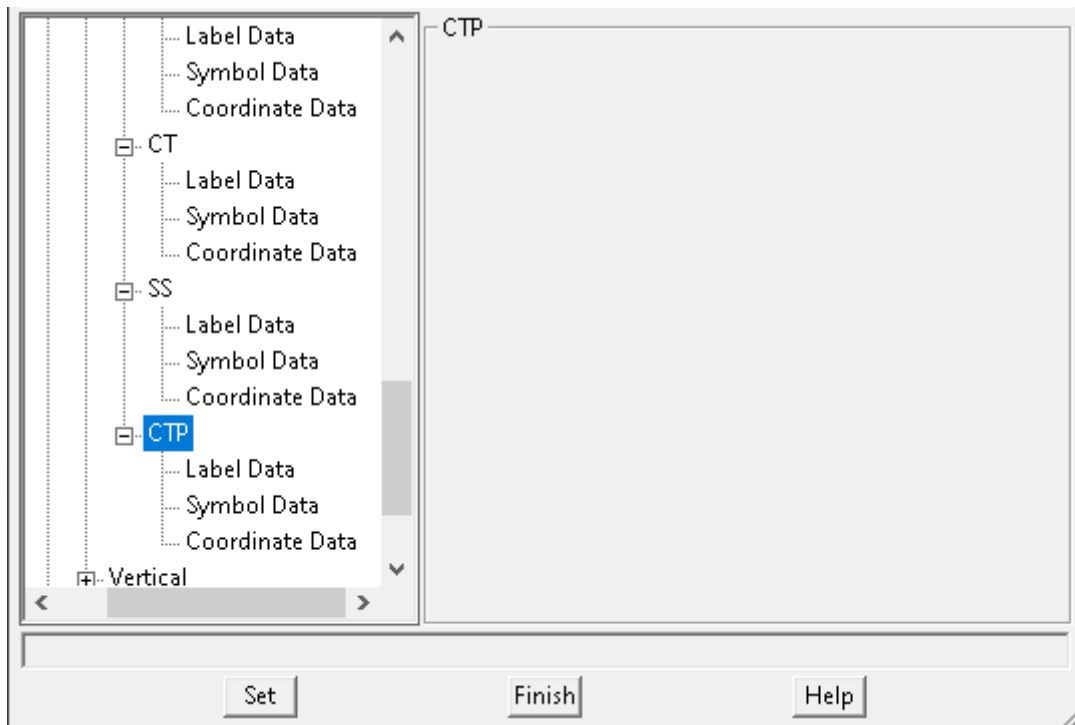 Label Data
Symbol Data
Coordinate Data
CT
Label Data
Symbol Data
Coordinate Data
SS
Label Data
Symbol Data
Coordinate Data
CTP
Label Data
Symbol Data
Coordinate Data
Vertical
CTP
Set
Finish
Help